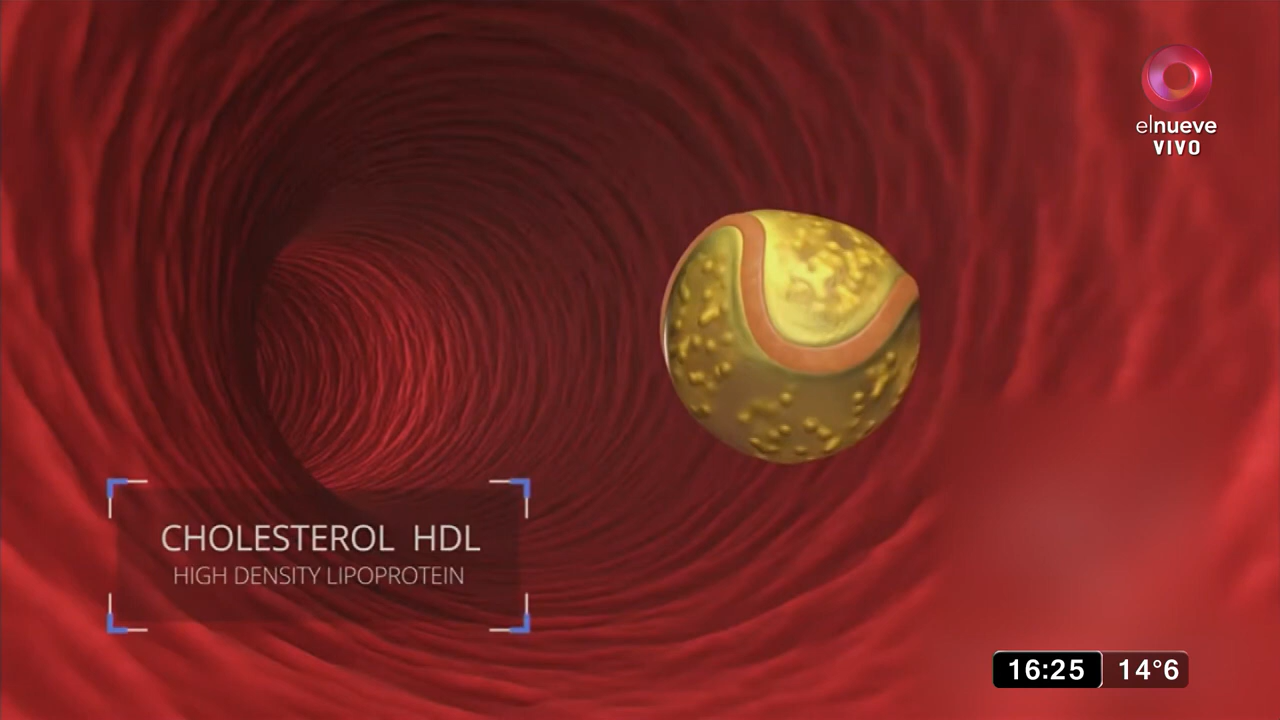 elnueve
VIVO
CHOLESTEROL HDL
HIGH DENSITY LIPOPROTEIN
16:25 14°6